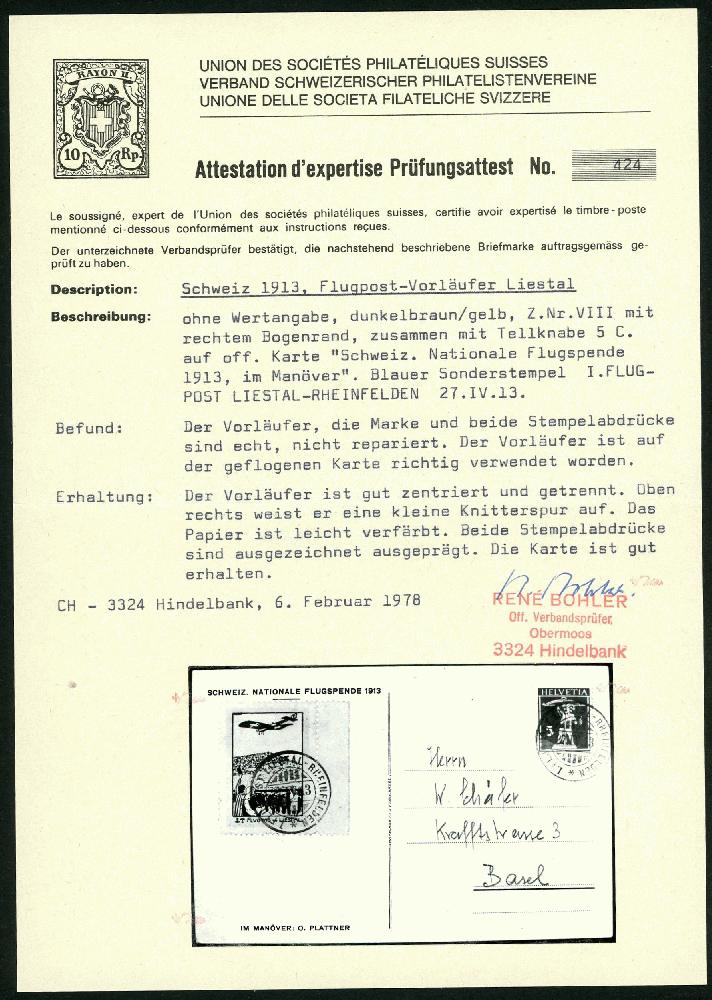 RAYON II.
10 Rp
UNION DES SOCIÉTÉS PHILATÉLIQUES SUISSES
VERBAND SCHWEIZERISCHER PHILATELISTENVEREINE
UNIONE DELLE SOCIETA FILATELICHE SVIZZERE
Attestation d'expertise Prüfungsattest No. 424
Le soussigné, expert de l'Union des sociétés philatéliques suisses, certifie avoir expertisé le timbre-poste
mentionné ci-dessous conformément aux instructions reçues.
Der unterzeichnete Verbandsprüfer bestätigt, die nachstehend beschriebene Briefmarke auftragsgemäss ge-
prüft zu haben.
Description: Schweiz 1913, Flugpost-Vorläufer Liestal
Beschreibung: ohne Wertangabe, dunkelbraun/gelb, Z.Nr.VIII mit
rechtem Bogenrand, zusammen mit Tellknabe 5 C.
auf off. Karte "Schweiz. Nationale Flugspende
1913, im Manöver". Blauer Sonderstempel I.FLUG-
POST LIESTAL-RHEINFELDEN 27.IV.13.
Befund: Der Vorläufer, die Marke und beide Stempelabdrücke
sind echt, nicht repariert. Der Vorläufer ist auf
der geflogenen Karte richtig verwendet worden.
Erhaltung: Der Vorläufer ist gut zentriert und getrennt. Oben
rechts weist er eine kleine Knitterspur auf. Das
Papier ist leicht verfärbt. Beide Stempelabdrücke
sind ausgezeichnet ausgeprägt. Die Karte ist gut
erhalten.
CH - 3324 Hindelbank, 6. Februar 1978
RENÉ BOHLER
Off. Verbandsprüfer,
Obermoos
3324 Hindelbank
SCHWEIZ. NATIONALE FLUGSPENDE 1913
HELVETIA
5
LIESTAL-RHEINFELDEN
RHEINFELDEN
Herrn
W. Schäfer
Kraftstrasse 3
Basel
IM MANÖVER: O. PLATTNER